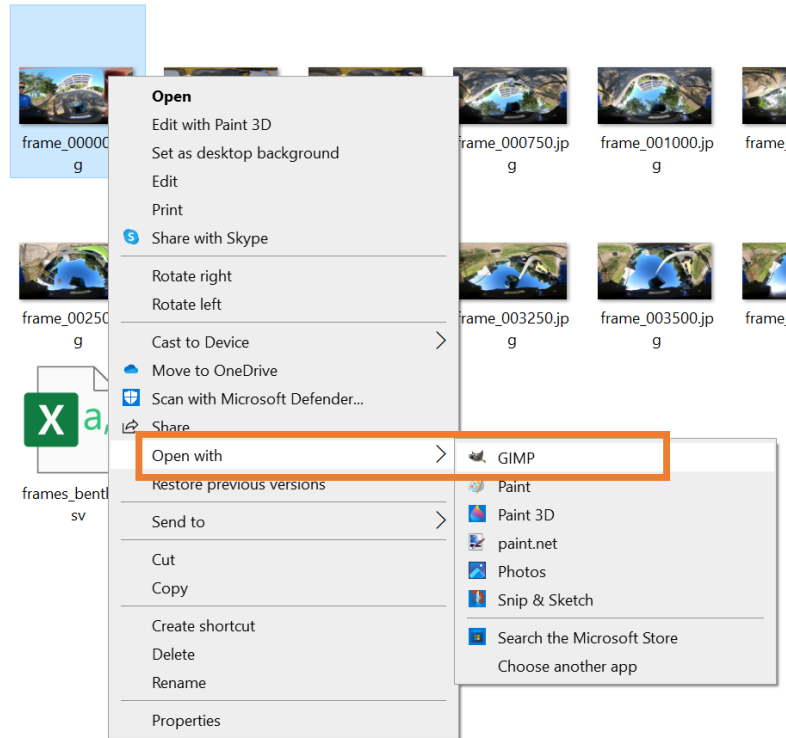 frame_00000
g
frame_000750.jp
g
frame_001000.jp
g
frame_
frame_00250
g
frame_003250.jp
g
frame_003500.jp
g
frame_
X
a,
frames_bentl
sv
Open
Edit with Paint 3D
Set as desktop background
Edit
Print
Share with Skype
Rotate right
Rotate left
Cast to Device
Move to OneDrive
Scan with Microsoft Defender...
Share
Open with
Restore previous versions
Send to
Cut
Copy
Create shortcut
Delete
Rename
Properties
GIMP
Paint
Paint 3D
paint.net
Photos
Snip & Sketch
Search the Microsoft Store
Choose another app